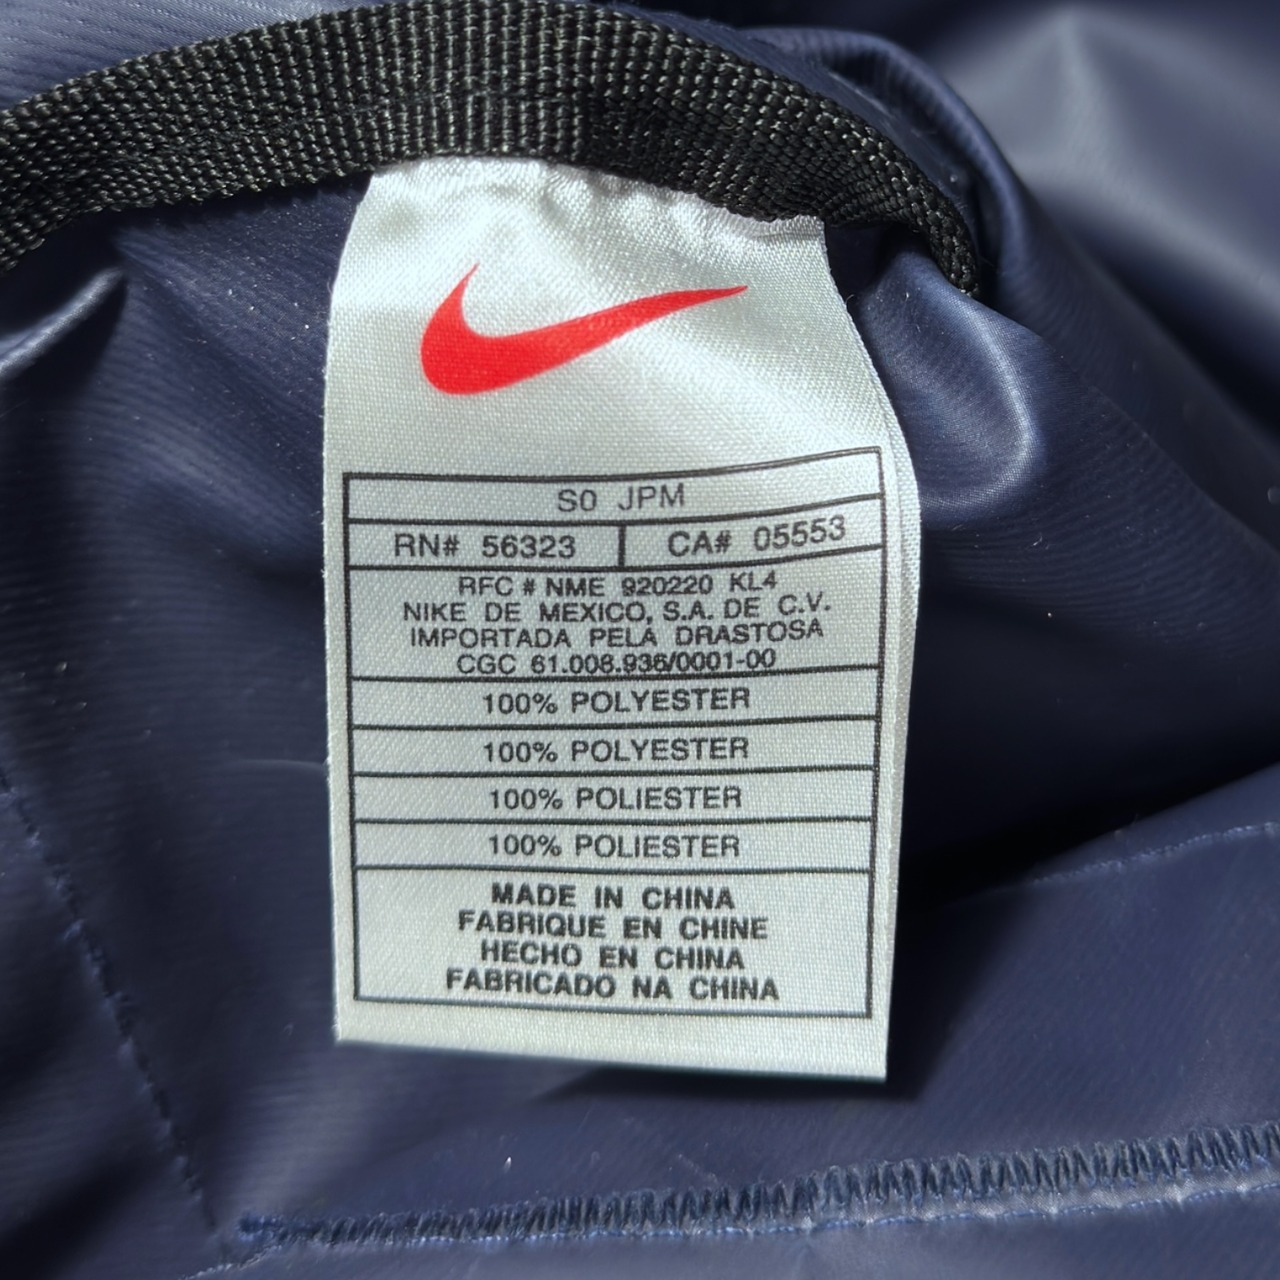 S0 JPM
RN# 56323 CA# 05553
RFC # NME 920220 KL4
NIKE DE MEXICO, S.A. DE C.V.
IMPORTADA PELA DRASTOSA
CGC 61.008.936/0001-00
100% POLYESTER
100% POLYESTER
100% POLIESTER
100% POLIESTER
MADE IN CHINA
FABRIQUE EN CHINE
HECHO EN CHINA
FABRICADO NA CHINA